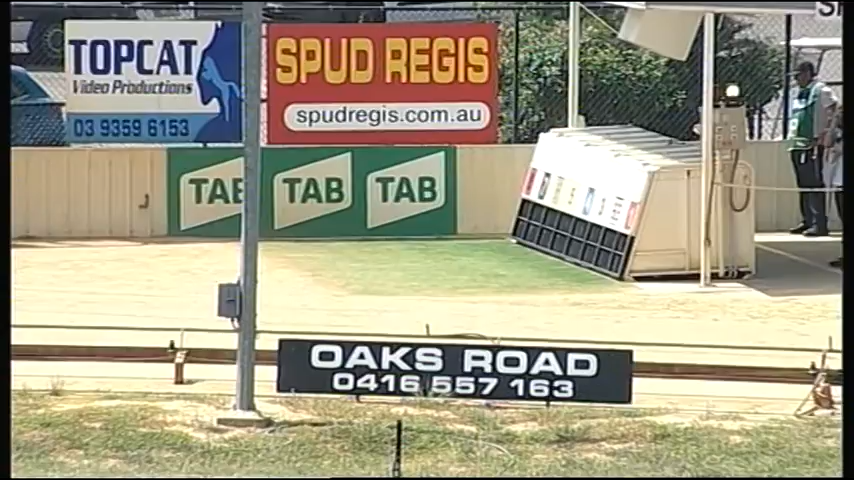 TOPCAT
Video Productions
03 9359 6153
SPUD REGIS
spudregis.com.au
TAB
TAB
TAB
OAKS ROAD
0416 557 163